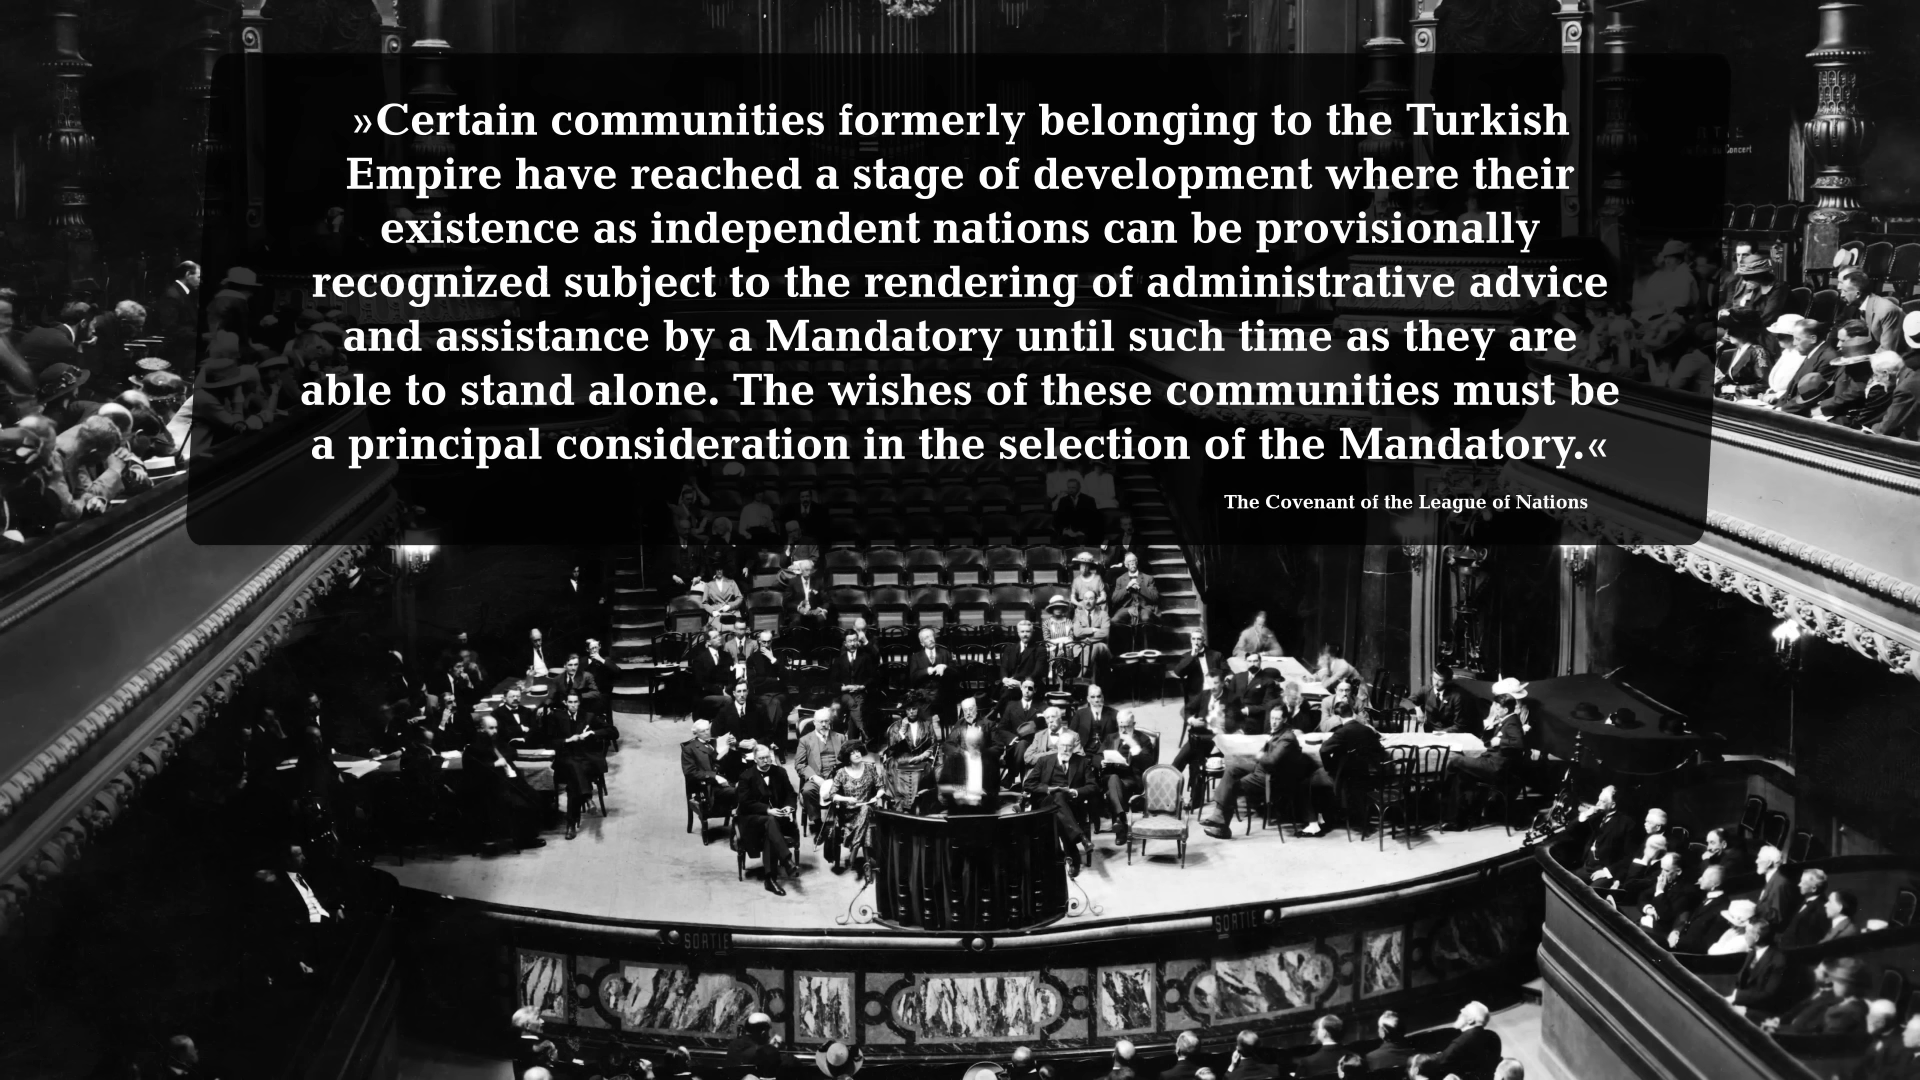 »Certain communities formerly belonging to the Turkish
Empire have reached a stage of development where their
existence as independent nations can be provisionally
recognized subject to the rendering of administrative advice
and assistance by a Mandatory until such time as they are
able to stand alone. The wishes of these communities must be
a principal consideration in the selection of the Mandatory.«
The Covenant of the League of Nations
SORTIE
SORTIE